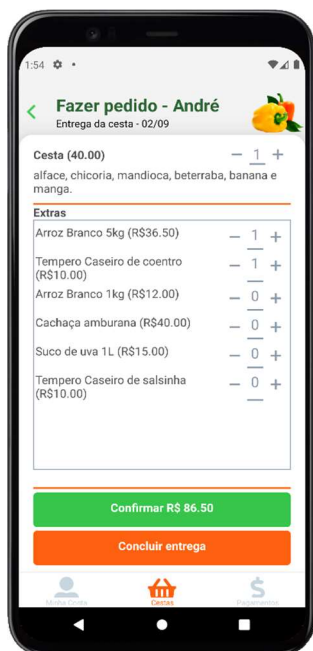 1:54
Fazer pedido - André
Entrega da cesta - 02/09
Cesta (40.00)
— 1 +
alface, chicoria, mandioca, beterraba, banana e
manga.
Extras
Arroz Branco 5kg (R$36.50)
— 1 +
Tempero Caseiro de coentro
(R$10.00)
— 1 +
Arroz Branco 1kg (R$12.00)
— 0 +
Cachaça amburana (R$40.00)
— 0 +
Suco de uva 1L (R$15.00)
— 0 +
Tempero Caseiro de salsinha
(R$10.00)
— 0 +
Confirmar R$ 86.50
Concluir entrega
Minha Conta
Cestas
Pagamentos